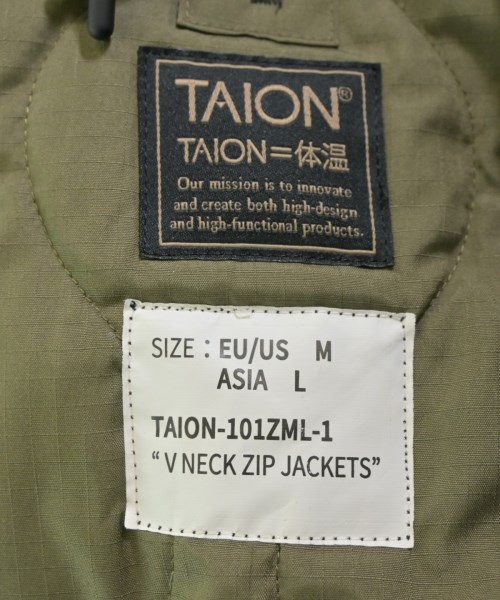 TAION®
TAION=体温
Our mission is to innovate
and create both high-design
and high-functional products.
SIZE : EU/US M
ASIA L
TAION-101ZML-1
“ V NECK ZIP JACKETS”